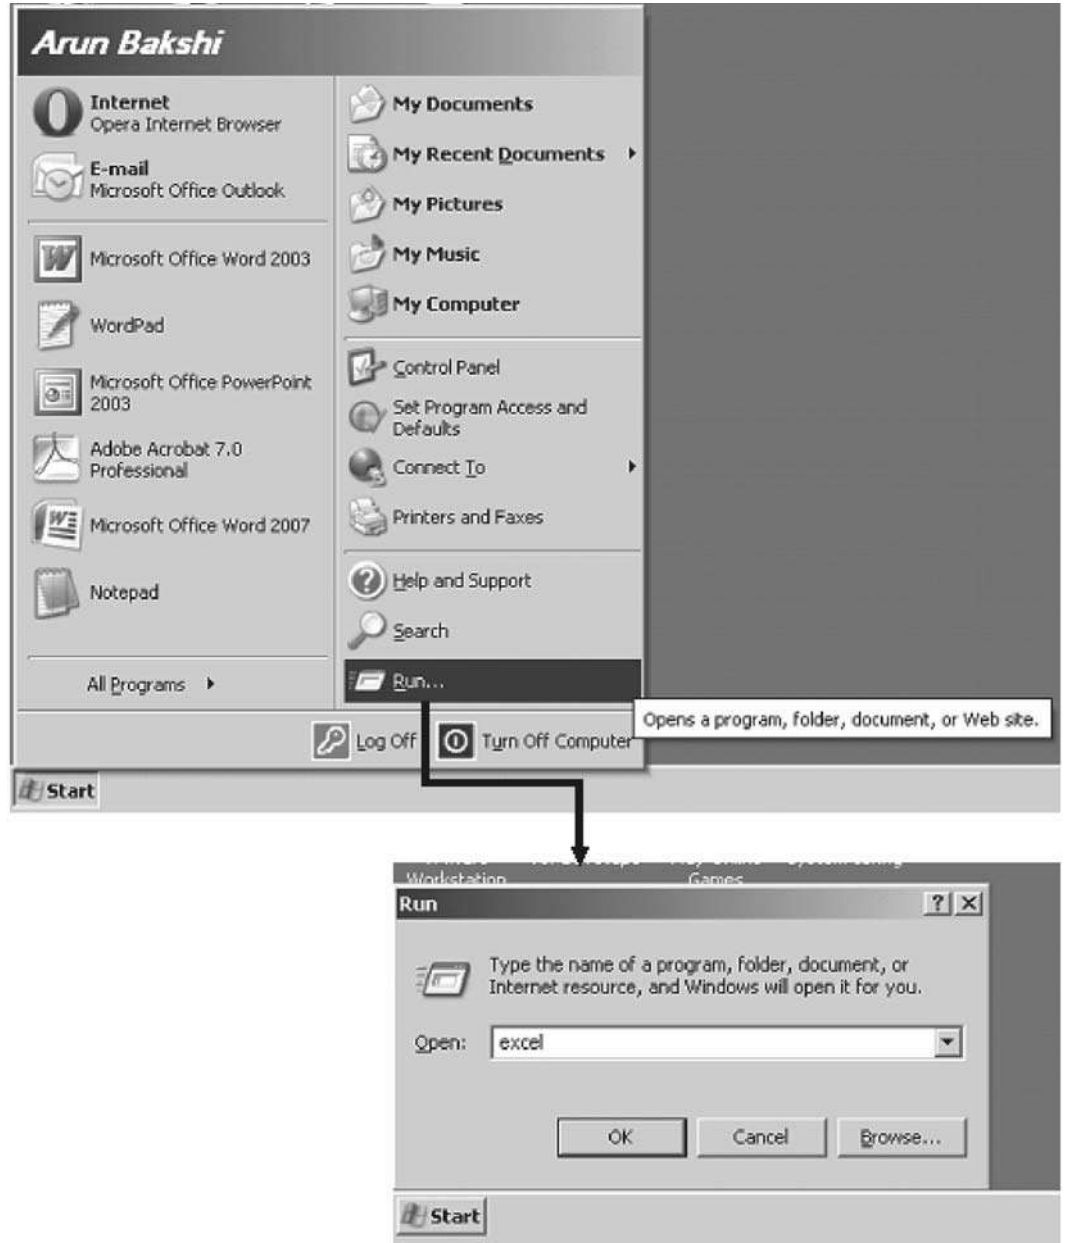 Arun Bakshi
Internet
Opera Internet Browser
E-mail
Microsoft Office Outlook
Microsoft Office Word 2003
WordPad
Microsoft Office PowerPoint
2003
Adobe Acrobat 7.0
Professional
Microsoft Office Word 2007
Notepad
All Programs
My Documents
My Recent Documents
My Pictures
My Music
My Computer
Control Panel
Set Program Access and
Defaults
Connect To
Printers and Faxes
Help and Support
Search
Run...
Opens a program, folder, document, or Web site.
Log Off
Turn Off Computer
Start
Workstation
Games
Run
Type the name of a program, folder, document, or
Internet resource, and Windows will open it for you.
Open:
excel
OK
Cancel
Browse...
Start